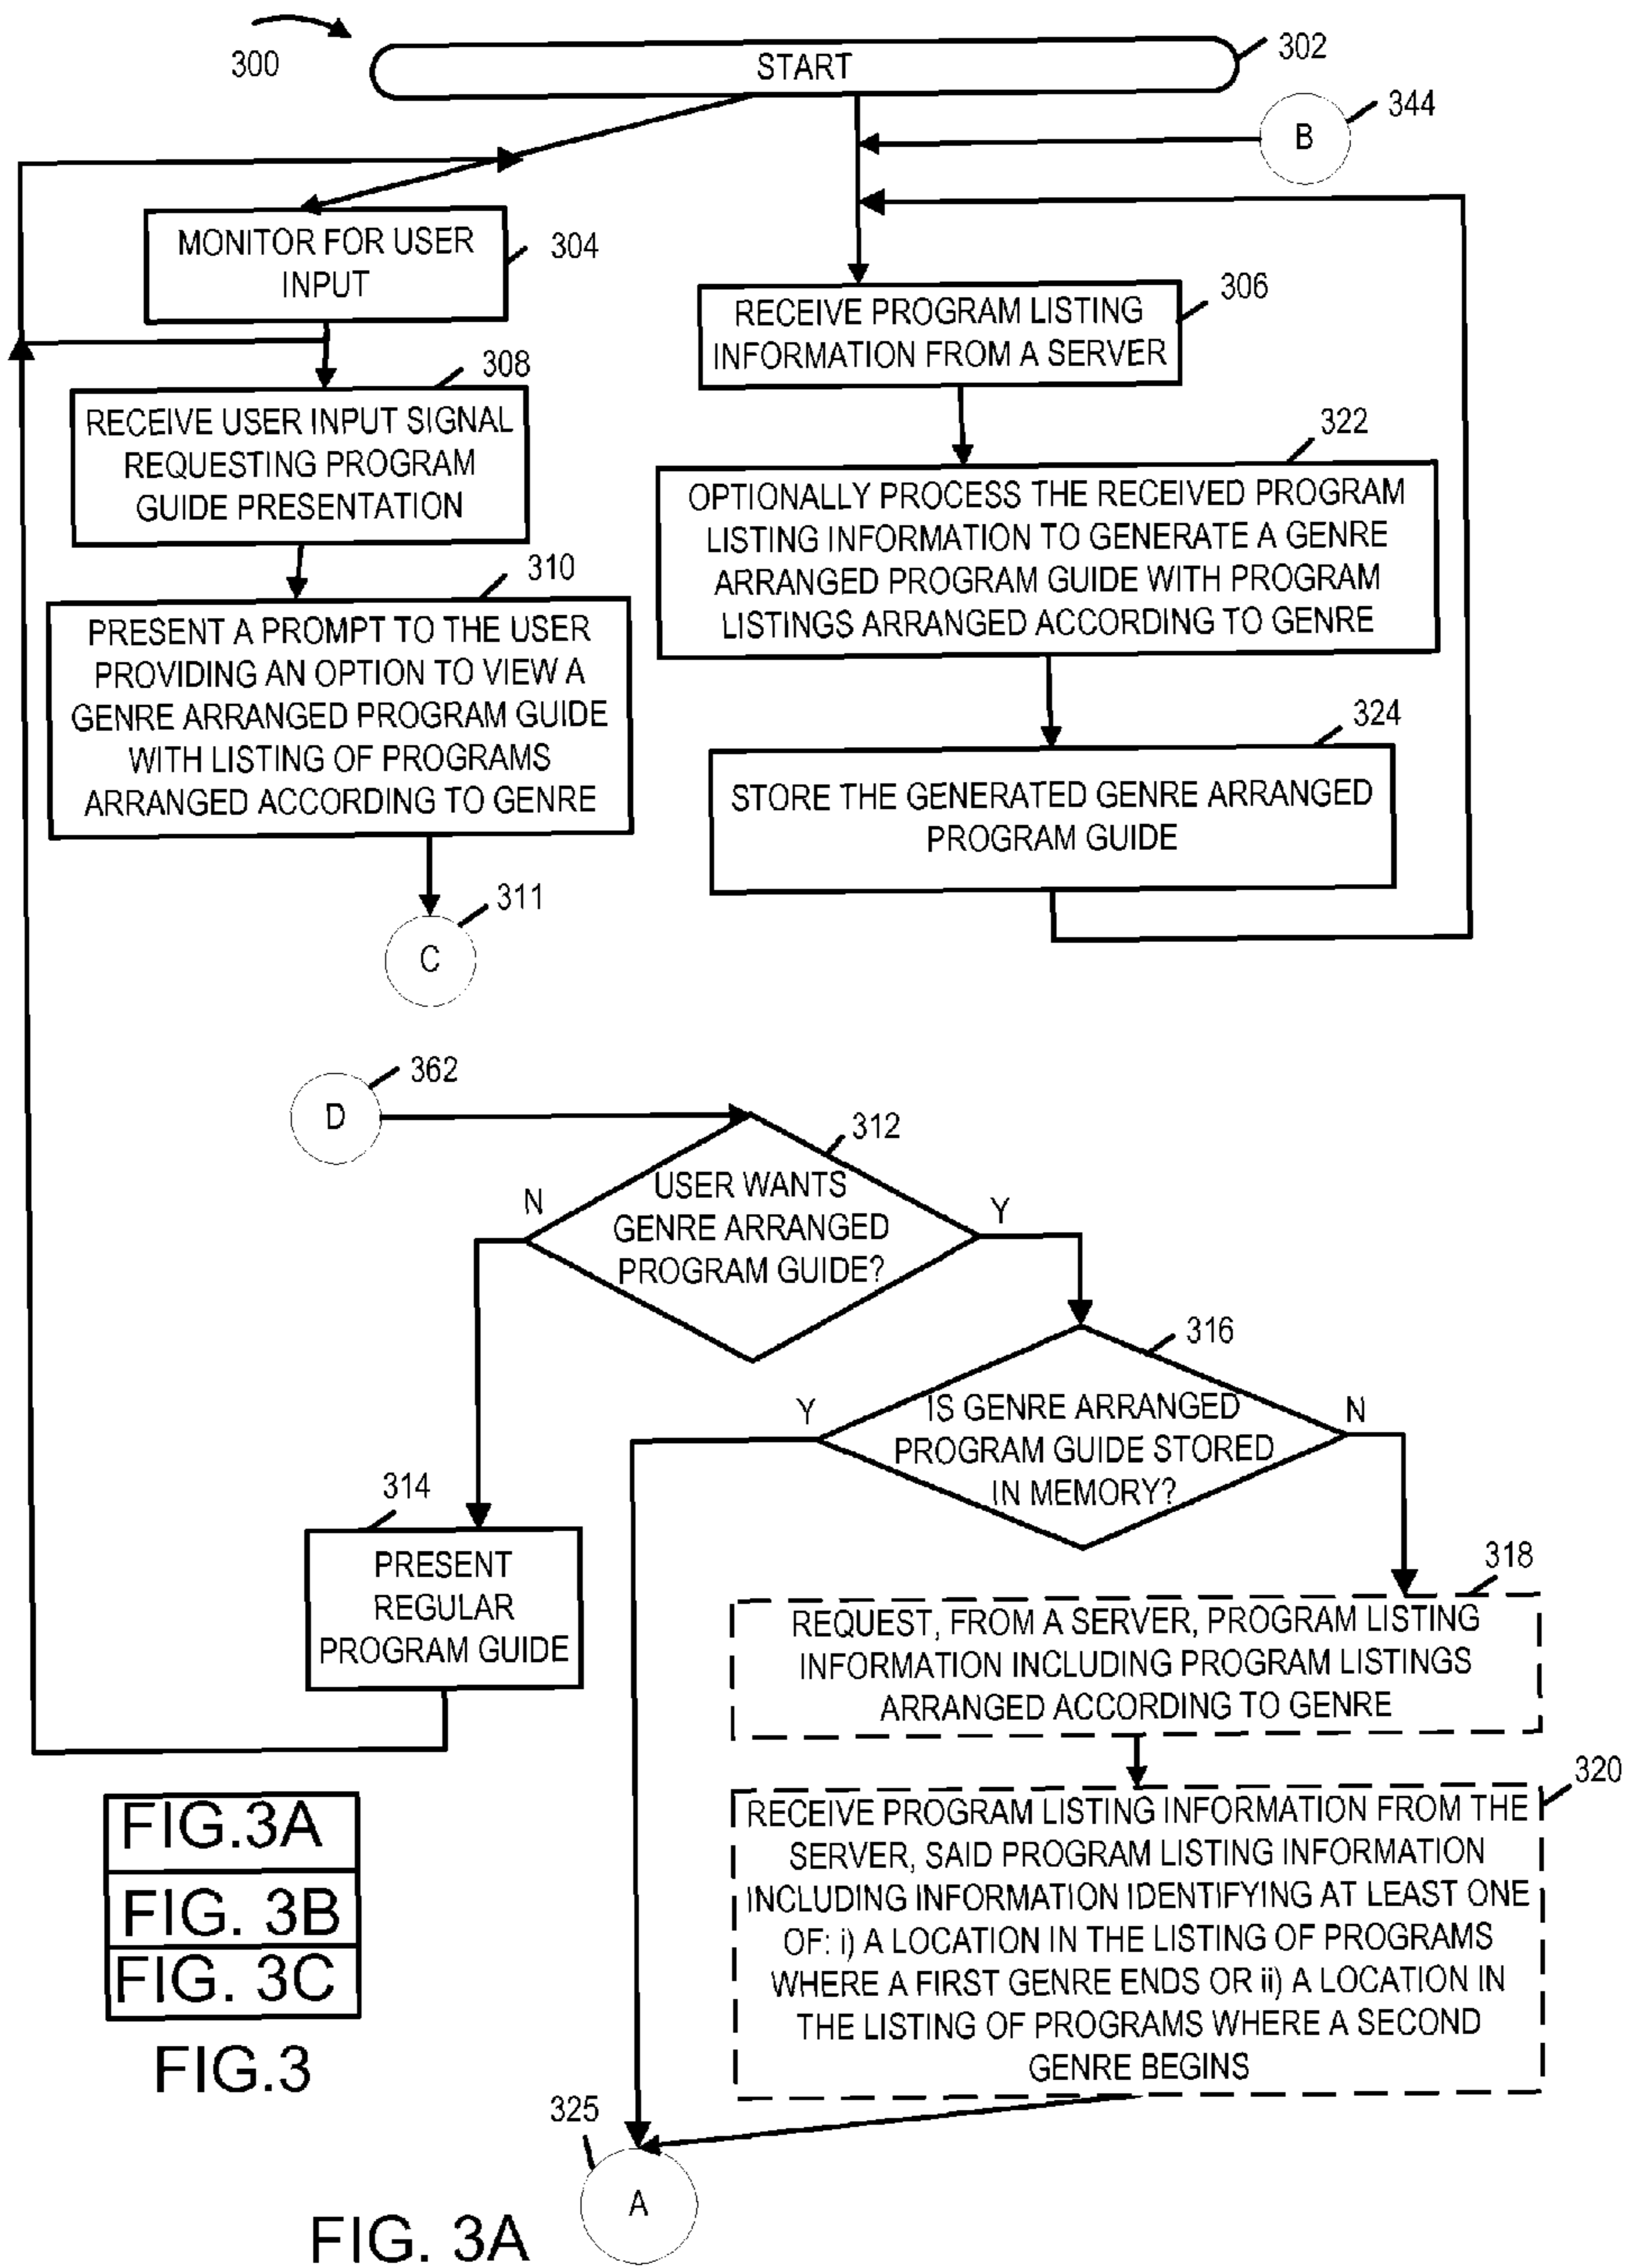 300
START
302
B
344
MONITOR FOR USER
INPUT
304
RECEIVE PROGRAM LISTING
INFORMATION FROM A SERVER
306
308
RECEIVE USER INPUT SIGNAL
REQUESTING PROGRAM
GUIDE PRESENTATION
322
OPTIONALLY PROCESS THE RECEIVED PROGRAM
LISTING INFORMATION TO GENERATE A GENRE
ARRANGED PROGRAM GUIDE WITH PROGRAM
LISTINGS ARRANGED ACCORDING TO GENRE
310
PRESENT A PROMPT TO THE USER
PROVIDING AN OPTION TO VIEW A
GENRE ARRANGED PROGRAM GUIDE
WITH LISTING OF PROGRAMS
ARRANGED ACCORDING TO GENRE
324
STORE THE GENERATED GENRE ARRANGED
PROGRAM GUIDE
311
C
362
D
312
USER WANTS
GENRE ARRANGED
PROGRAM GUIDE?
N
Y
316
IS GENRE ARRANGED
PROGRAM GUIDE STORED
IN MEMORY?
Y
N
314
PRESENT
REGULAR
PROGRAM GUIDE
318
REQUEST, FROM A SERVER, PROGRAM LISTING
INFORMATION INCLUDING PROGRAM LISTINGS
ARRANGED ACCORDING TO GENRE
320
RECEIVE PROGRAM LISTING INFORMATION FROM THE
SERVER, SAID PROGRAM LISTING INFORMATION
INCLUDING INFORMATION IDENTIFYING AT LEAST ONE
OF: i) A LOCATION IN THE LISTING OF PROGRAMS
WHERE A FIRST GENRE ENDS OR ii) A LOCATION IN
THE LISTING OF PROGRAMS WHERE A SECOND
GENRE BEGINS
FIG.3A
FIG. 3B
FIG. 3C
FIG.3
325
A
FIG. 3A